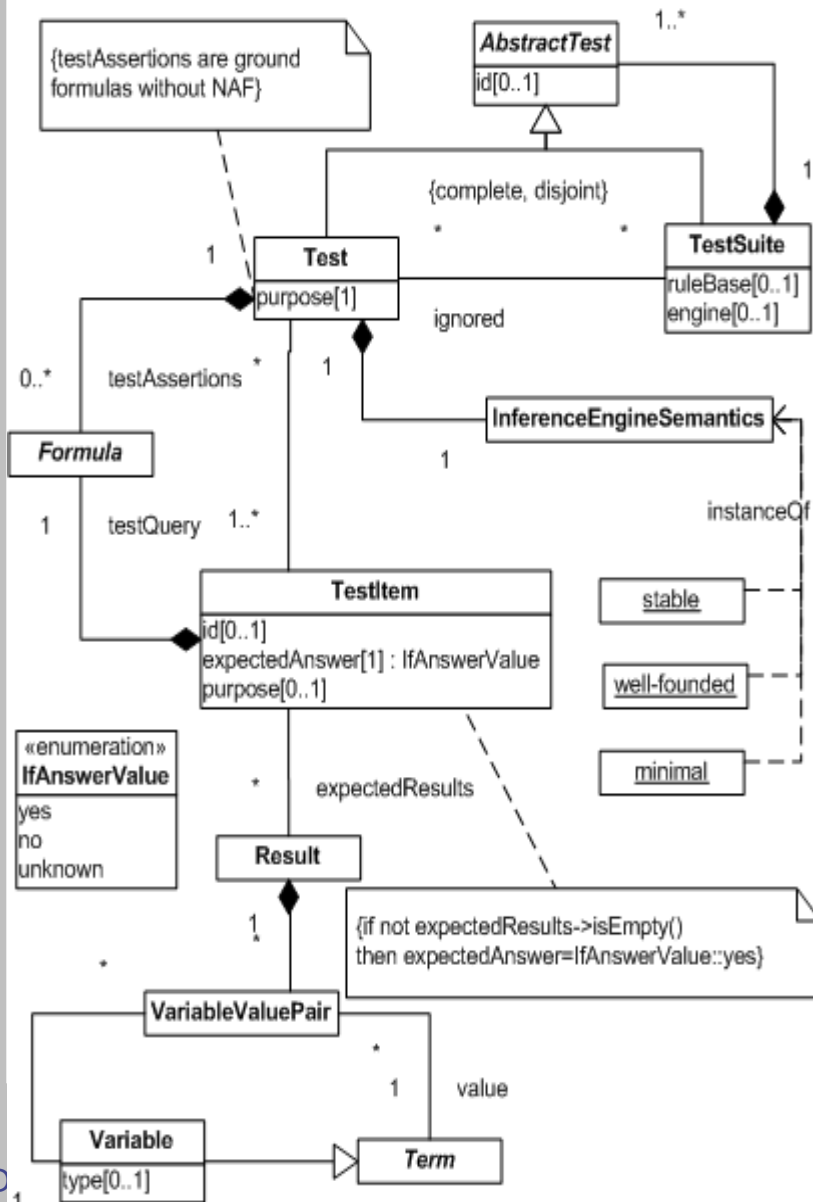 1..*
AbstractTest
id[0..1]
{testAssertions are ground
formulas without NAF}
1
{complete, disjoint}
*
*
1
Test
purpose[1]
TestSuite
ruleBase[0..1]
engine[0..1]
ignored
0..*
testAssertions
*
1
Formula
InferenceEngineSemantics
1
1
testQuery
1..*
instanceOf
TestItem
id[0..1]
expectedAnswer[1] : IfAnswerValue
purpose[0..1]
stable
well-founded
minimal
«enumeration»
IfAnswerValue
yes
no
unknown
*
expectedResults
Result
1
*
{if not expectedResults->isEmpty()
then expectedAnswer=IfAnswerValue::yes}
*
VariableValuePair
*
1
value
Variable
type[0..1]
Term
1